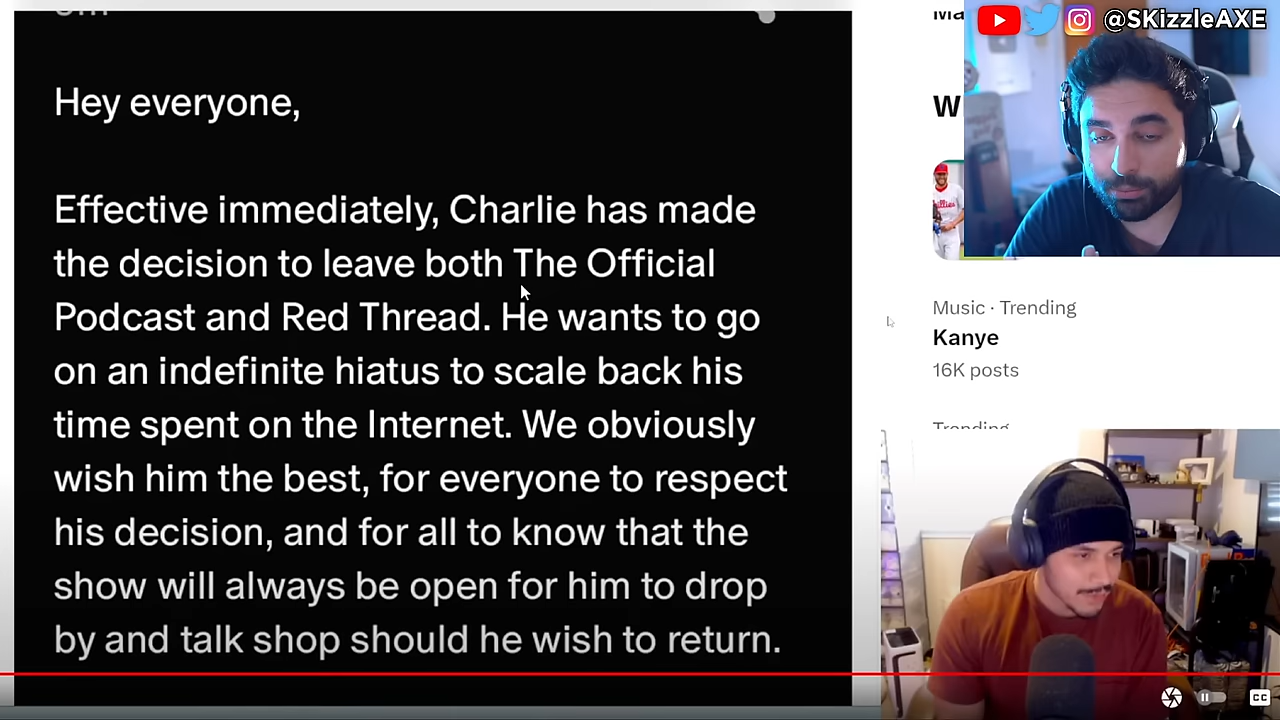 @SKizzleAXE
Hey everyone,
Effective immediately, Charlie has made
the decision to leave both The Official
Podcast and Red Thread. He wants to go
on an indefinite hiatus to scale back his
time spent on the Internet. We obviously
wish him the best, for everyone to respect
his decision, and for all to know that the
show will always be open for him to drop
by and talk shop should he wish to return.
W
Music · Trending
Kanye
16K posts
Trending
CC